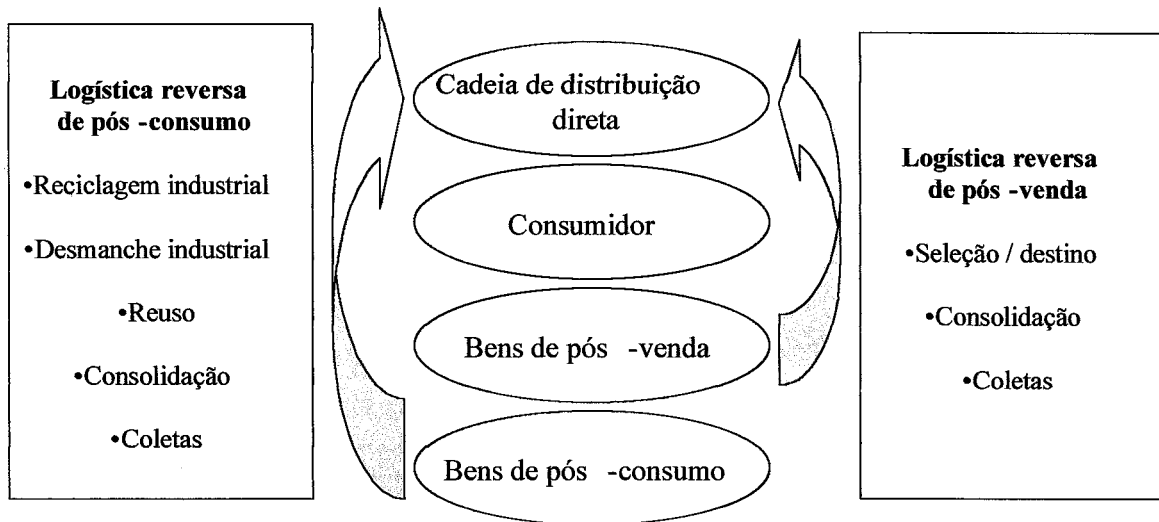 Logística reversa
de pós -consumo
•Reciclagem industrial
•Desmanche industrial
•Reuso
•Consolidação
•Coletas
Cadeia de distribuição
direta
Consumidor
Bens de pós -venda
Bens de pós -consumo
Logística reversa
de pós -venda
•Seleção / destino
•Consolidação
•Coletas